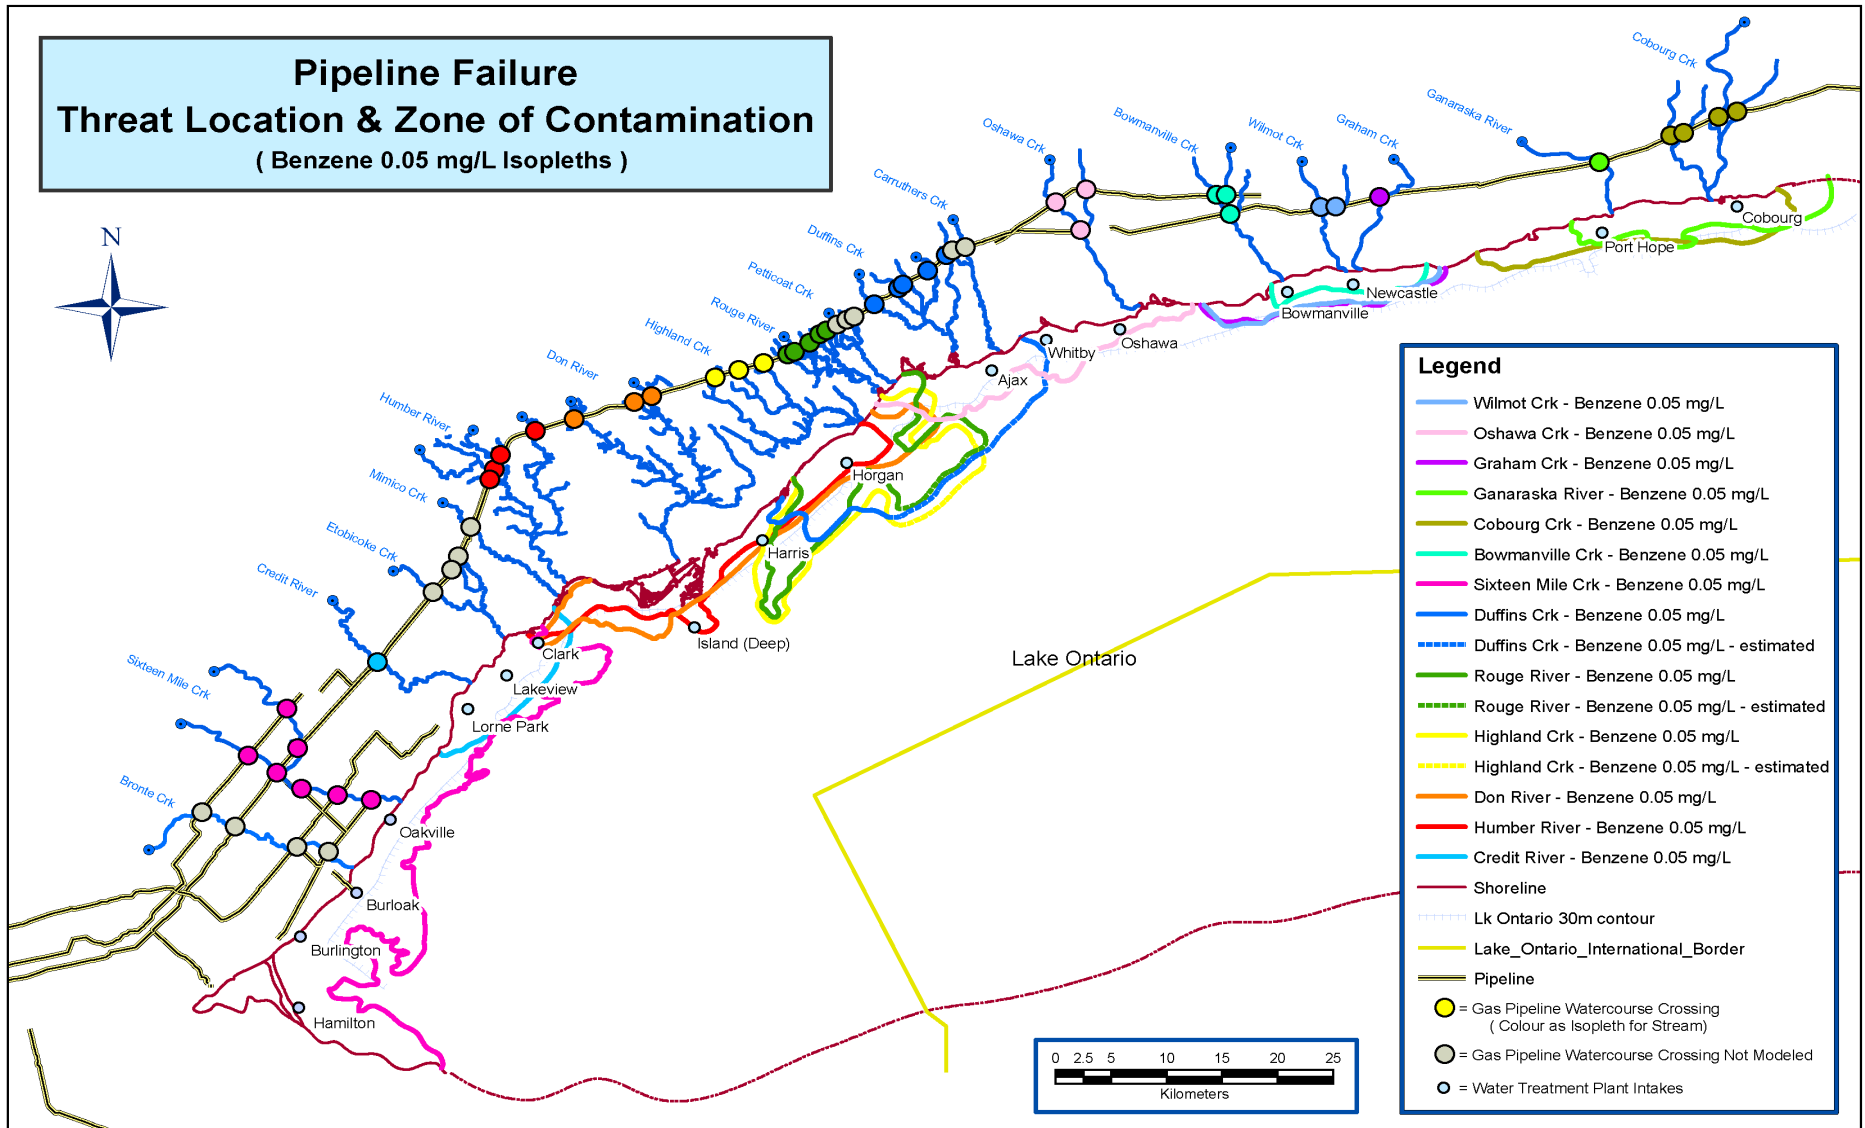 Pipeline Failure
Threat Location & Zone of Contamination
( Benzene 0.05 mg/L Isopleths )
N
Cobourg Crk
Ganaraska River
Graham Crk
Wilmot Crk
Bowmanville Crk
Oshawa Crk
Carruthers Crk
Duffins Crk
Petticoat Crk
Rouge River
Highland Crk
Don River
Humber River
Mimico Crk
Etobicoke Crk
Credit River
Sixteen Mile Crk
Bronte Crk
Cobourg
Port Hope
Newcastle
Bowmanville
Oshawa
Whitby
Ajax
Horgan
Harris
Island (Deep)
Clark
Lakeview
Lorne Park
Oakville
Burloak
Burlington
Hamilton
Lake Ontario
Legend
Wilmot Crk - Benzene 0.05 mg/L
Oshawa Crk - Benzene 0.05 mg/L
Graham Crk - Benzene 0.05 mg/L
Ganaraska River - Benzene 0.05 mg/L
Cobourg Crk - Benzene 0.05 mg/L
Bowmanville Crk - Benzene 0.05 mg/L
Sixteen Mile Crk - Benzene 0.05 mg/L
Duffins Crk - Benzene 0.05 mg/L
Duffins Crk - Benzene 0.05 mg/L - estimated
Rouge River - Benzene 0.05 mg/L
Rouge River - Benzene 0.05 mg/L - estimated
Highland Crk - Benzene 0.05 mg/L
Highland Crk - Benzene 0.05 mg/L - estimated
Don River - Benzene 0.05 mg/L
Humber River - Benzene 0.05 mg/L
Credit River - Benzene 0.05 mg/L
Shoreline
Lk Ontario 30m contour
Lake_Ontario_International_Border
Pipeline
= Gas Pipeline Watercourse Crossing
( Colour as Isopleth for Stream)
= Gas Pipeline Watercourse Crossing Not Modeled
= Water Treatment Plant Intakes
0 2.5 5 10 15 20 25
Kilometers